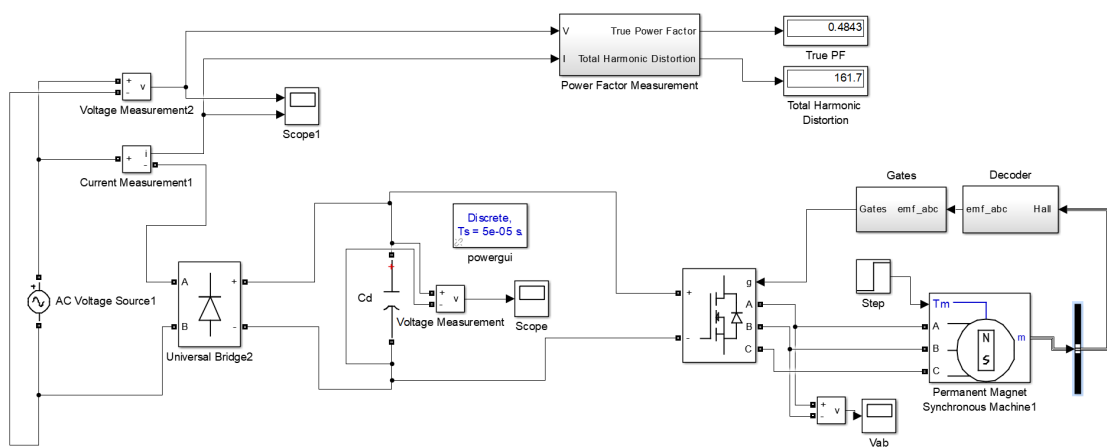 V
True Power Factor
I
Total Harmonic Distortion
Power Factor Measurement
0.4843
True PF
161.7
Total Harmonic
Distortion
+
-
v
Voltage Measurement2
Scope1
+
i
-
Current Measurement1
Gates
Decoder
Gates
emf_abc
emf_abc
Hall
Discrete,
Ts = 5e-05 s.
powergui
+
AC Voltage Source1
A
B
+
-
Universal Bridge2
+
Cd
+
-
v
Voltage Measurement
Scope
+
-
g
A
B
C
Step
Tm
A
B
C
N
S
m
Permanent Magnet
Synchronous Machine1
+
-
v
Vab